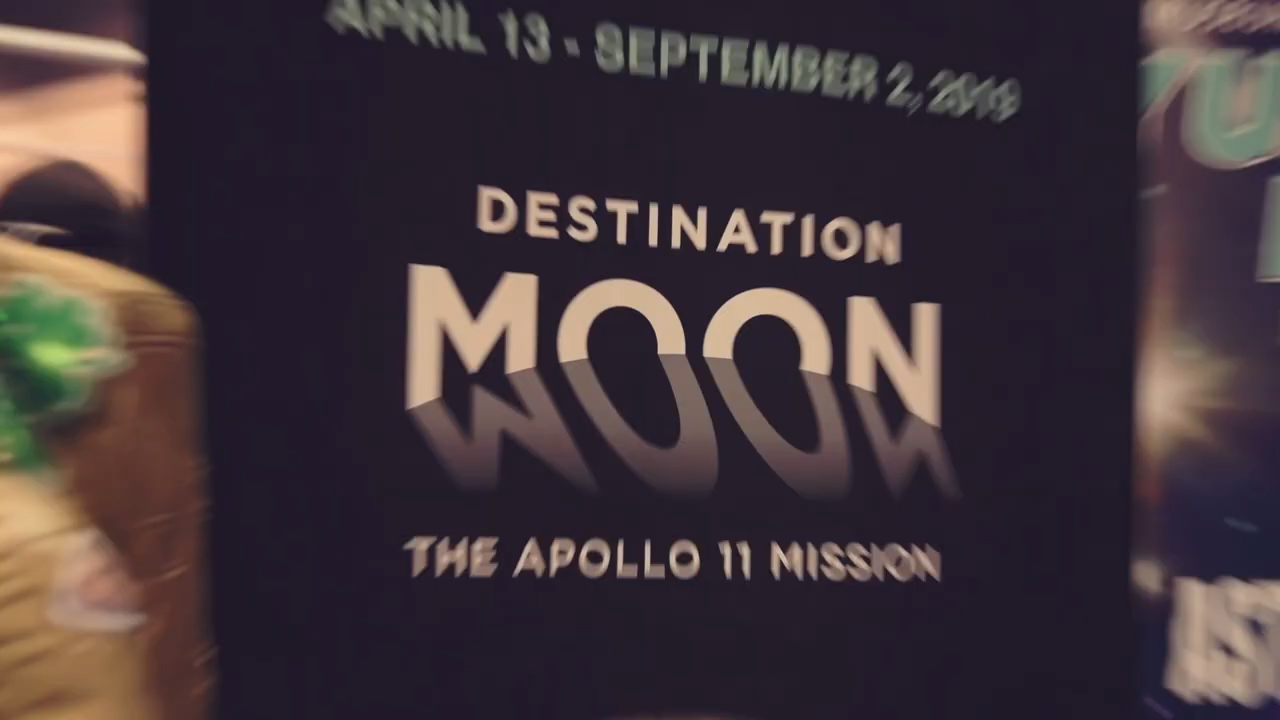 APRIL 13 - SEPTEMBER 2, 2019
DESTINATION
MOON
THE APOLLO 11 MISSION